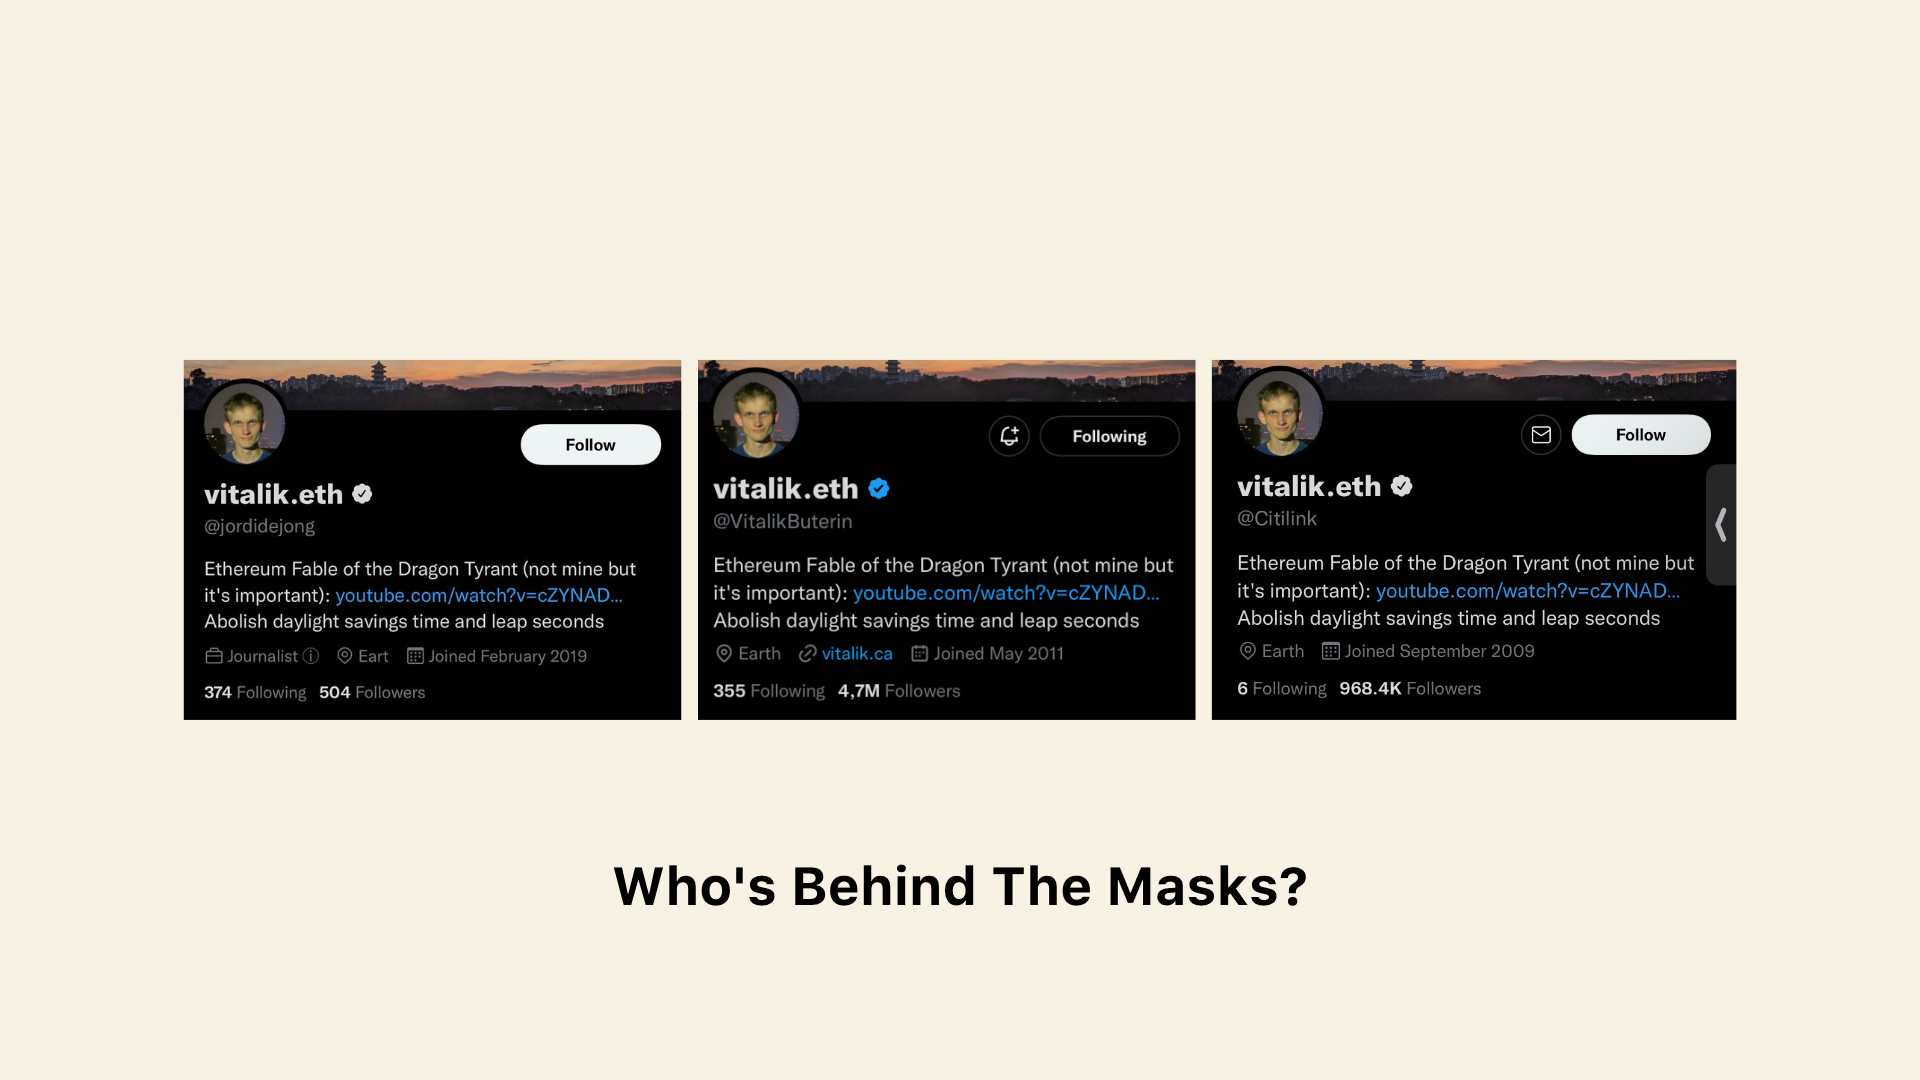 Follow
vitalik.eth
@jordidejong
Ethereum Fable of the Dragon Tyrant (not mine but
it's important): youtube.com/watch?v=cZYNAD...
Abolish daylight savings time and leap seconds
Journalist Eart Joined February 2019
374 Following 504 Followers
Following
vitalik.eth
@VitalikButerin
Ethereum Fable of the Dragon Tyrant (not mine but
it's important): youtube.com/watch?v=cZYNAD...
Abolish daylight savings time and leap seconds
Earth vitalik.ca Joined May 2011
355 Following 4,7M Followers
Follow
vitalik.eth
@Citilink
Ethereum Fable of the Dragon Tyrant (not mine but
it's important): youtube.com/watch?v=cZYNAD...
Abolish daylight savings time and leap seconds
Earth Joined September 2009
6 Following 968.4K Followers
Who's Behind The Masks?